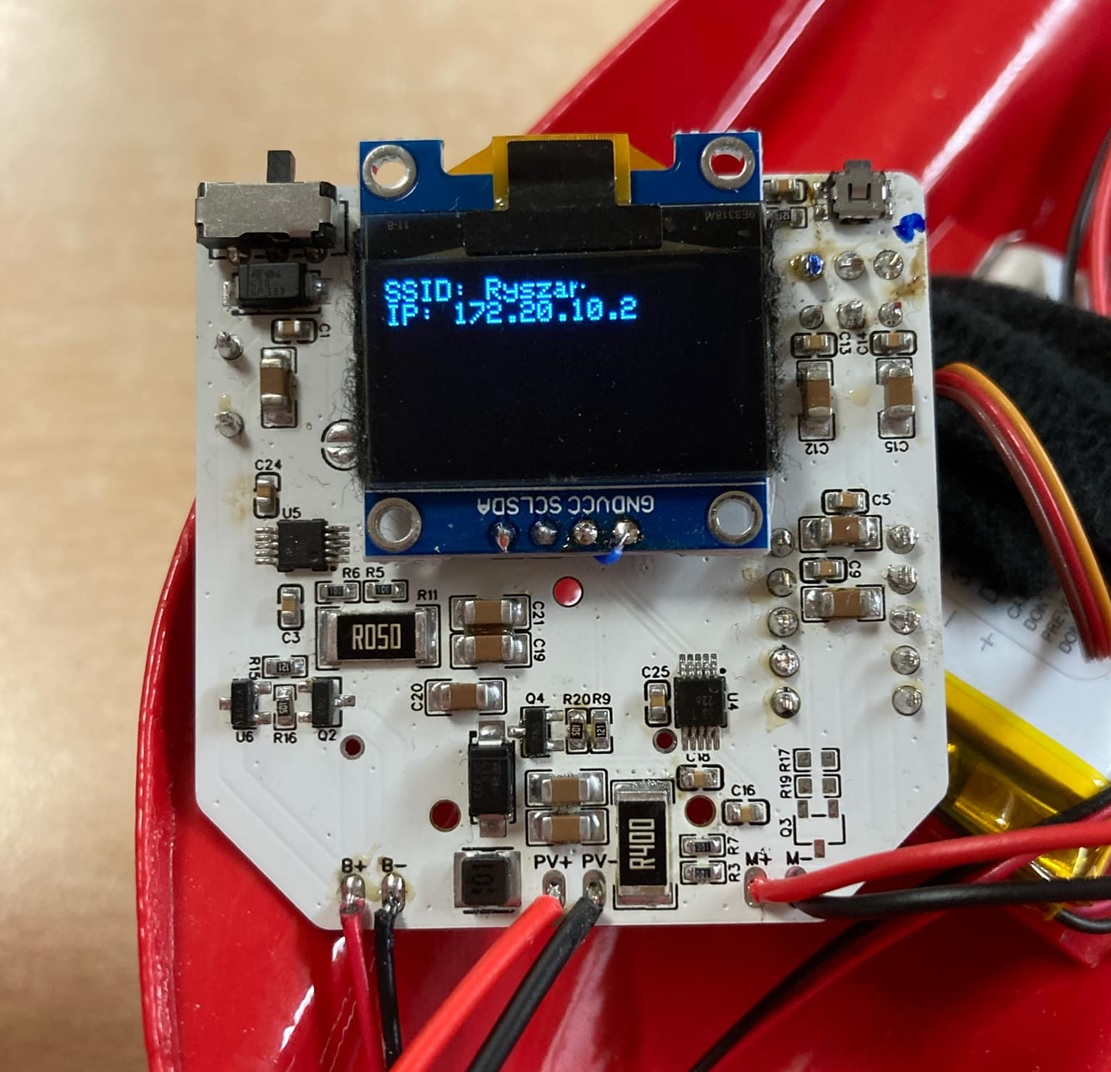 SSID: Ryszar
IP: 172.20.10.2
GNDVCC SCLSDA
C1
C13
C14
C12
C15
C24
U5
C5
R6 R5
R11
C9
C3
R050
C21
C19
R15
121
C20
C25
U4
Q4
R20 R9
U6
R16
Q2
C18
R17
R19
C16
Q3
R400
R7
R3
B+ B-
101
PV+ PV-
M+ M-